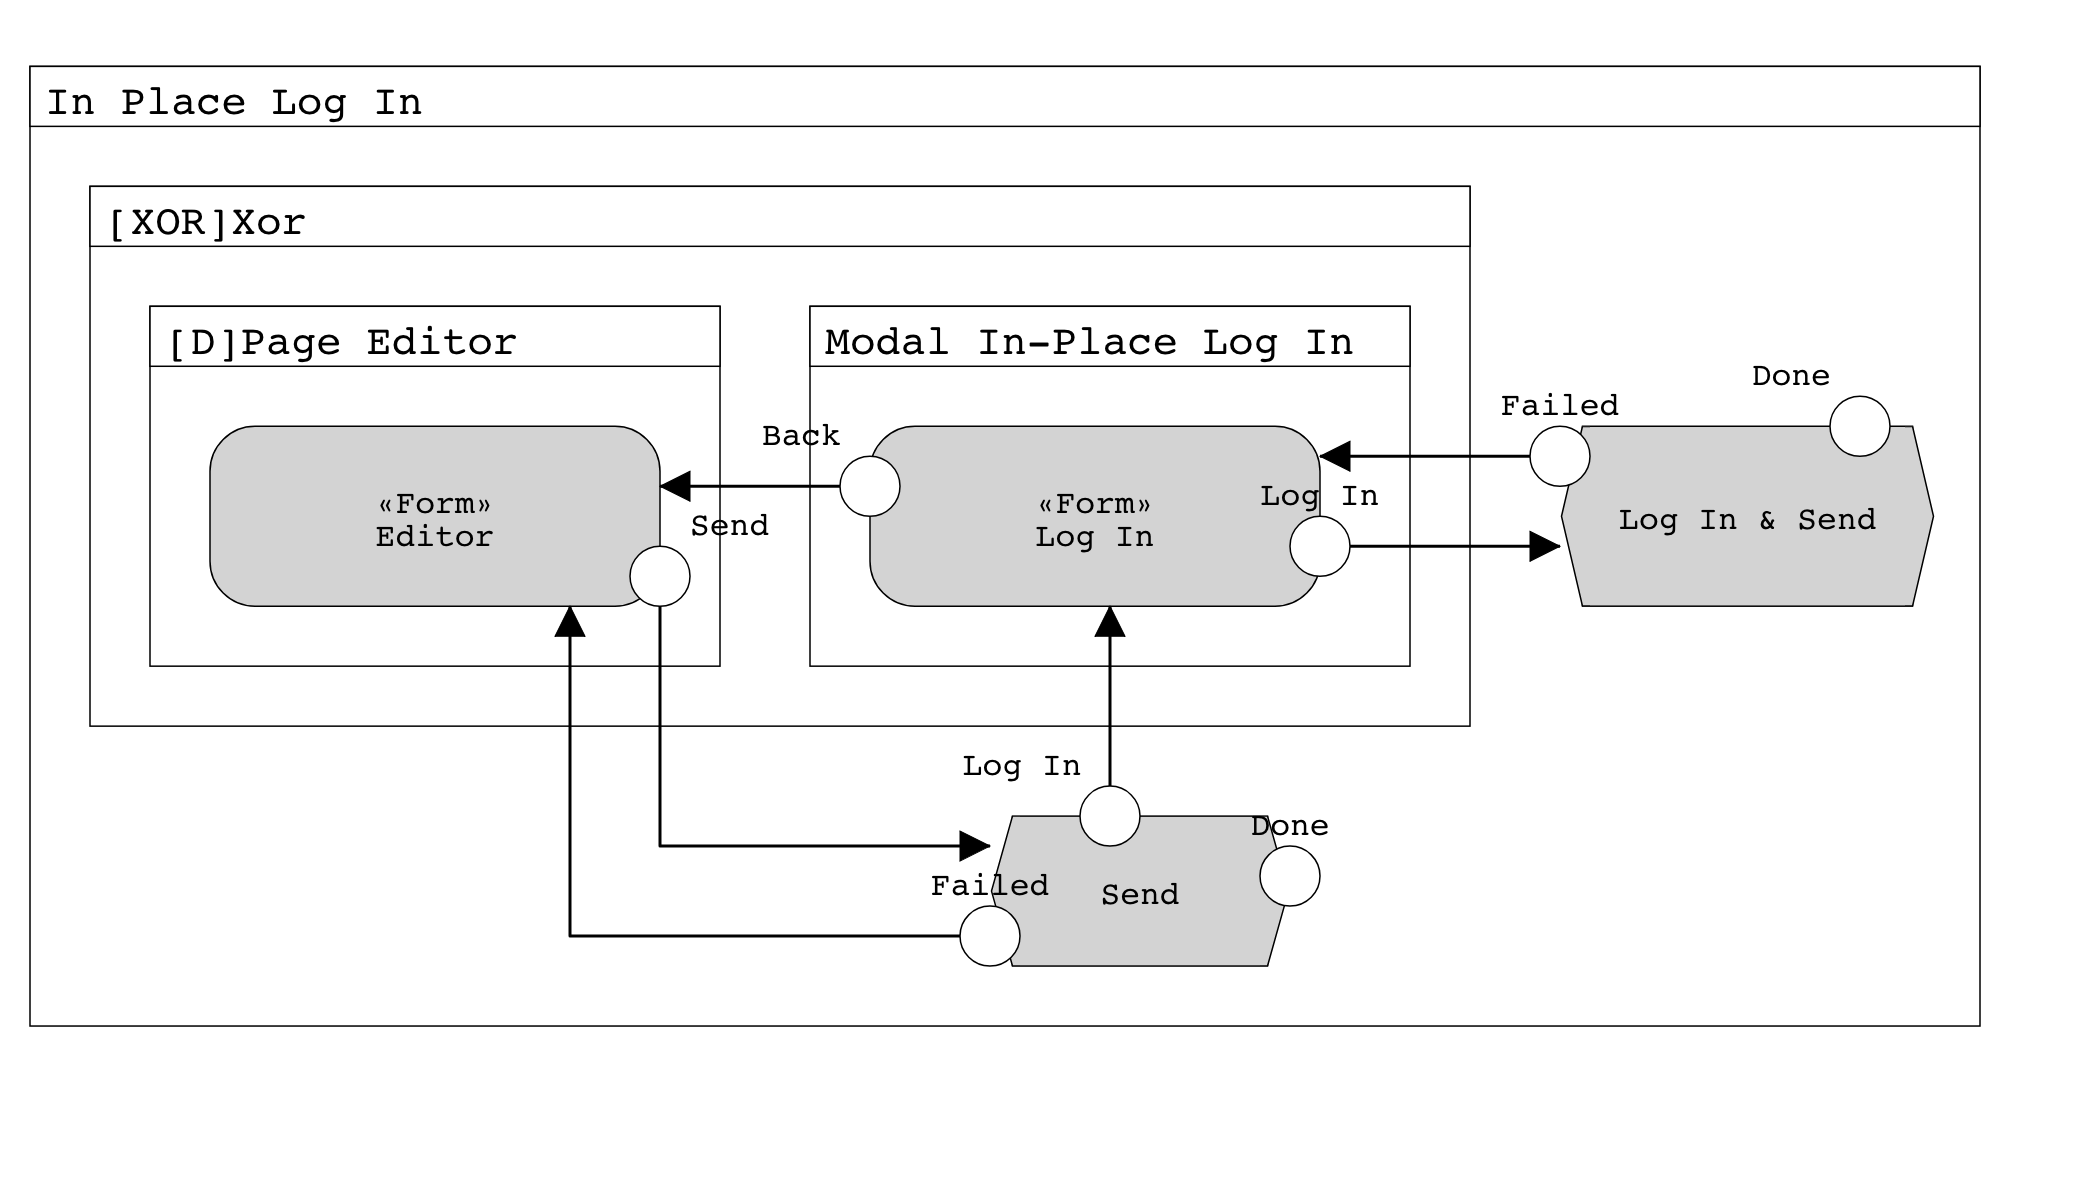 In Place Log In
[XOR]Xor
[D]Page Editor
Modal In-Place Log In
Done
Failed
Back
«Form»
Editor
Send
«Form»
Log In
Log In
Log In & Send
Log In
Done
Failed
Send